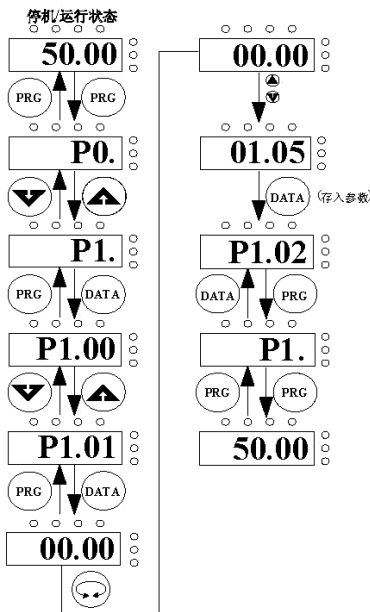 停机/运行状态
50.00
PRG PRG
P0.
P1.
PRG DATA
P1.00
P1.01
PRG DATA
00.00
00.00
01.05
DATA (存入参数)
P1.02
DATA PRG
P1.
PRG PRG
50.00